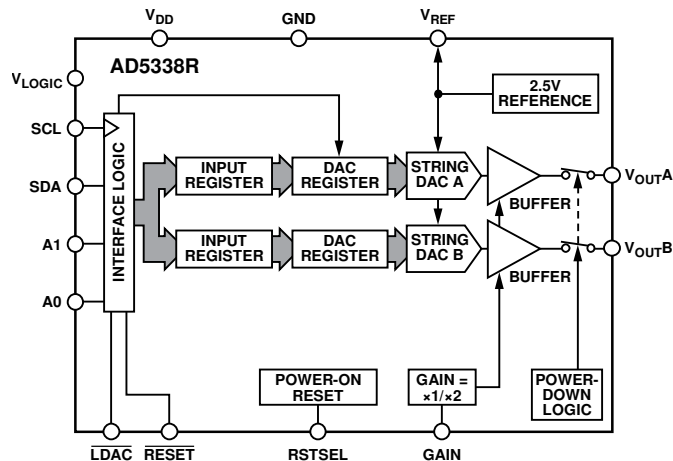 VDD
GND
VREF
AD5338R
VLOGIC
2.5V
REFERENCE
SCL
SDA
A1
A0
INTERFACE LOGIC
INPUT
REGISTER
DAC
REGISTER
STRING
DAC A
BUFFER
VOUTA
INPUT
REGISTER
DAC
REGISTER
STRING
DAC B
BUFFER
VOUTB
POWER-ON
RESET
GAIN =
×1/×2
POWER-
DOWN
LOGIC
LDAC
RESET
RSTSEL
GAIN